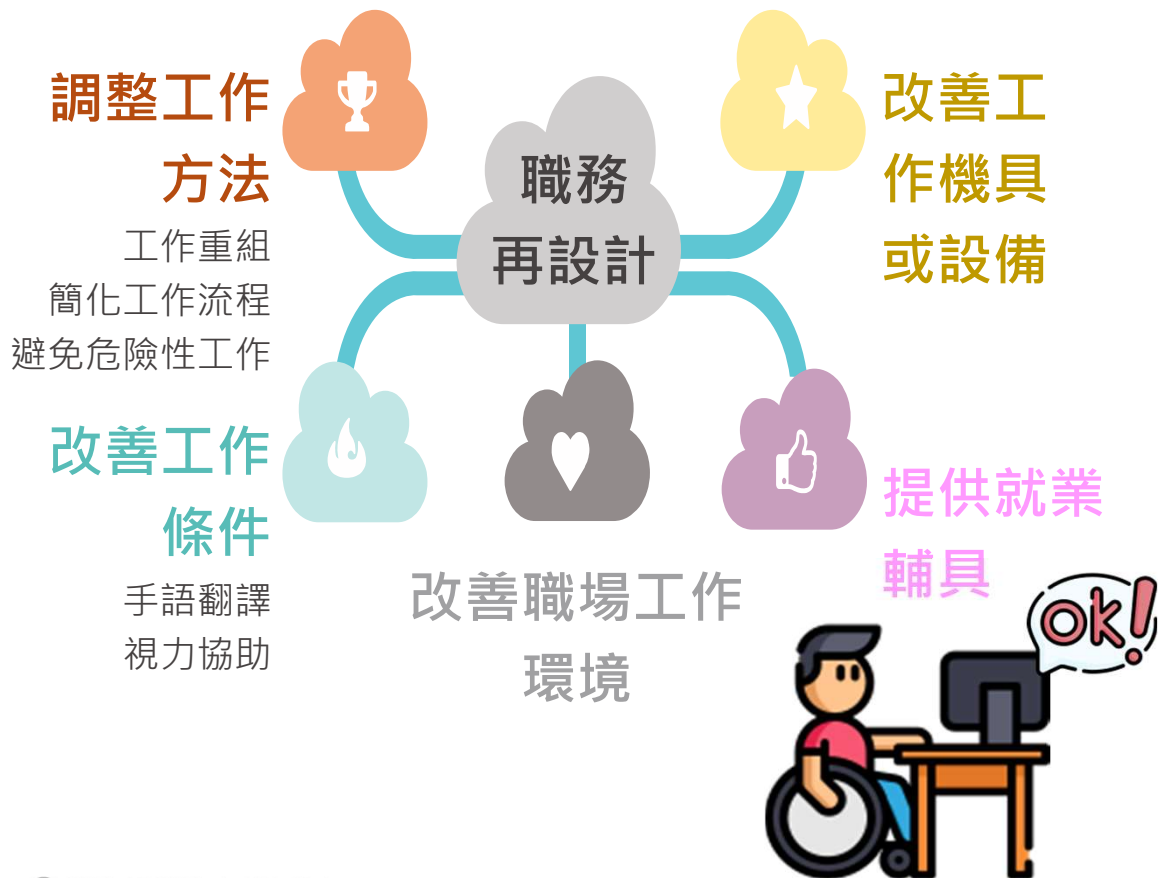 職務
再設計
調整工作
方法
工作重組
簡化工作流程
避免危險性工作
改善工
作機具
或設備
改善工作
條件
手語翻譯
視力協助
改善職場工作
環境
提供就業
輔具
ok!